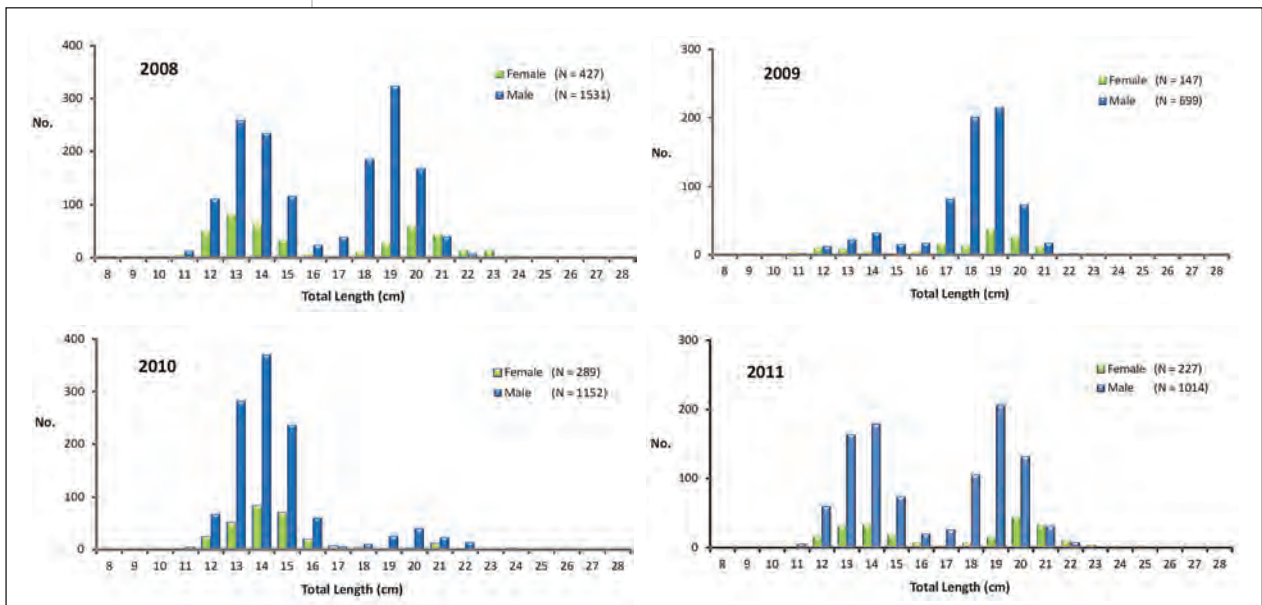 400
2008
Female (N = 427)
Male (N = 1531)
300
No.
200
100
0
8 9 10 11 12 13 14 15 16 17 18 19 20 21 22 23 24 25 26 27 28
Total Length (cm)
300
2009
Female (N = 147)
Male (N = 699)
200
No.
100
0
8 9 10 11 12 13 14 15 16 17 18 19 20 21 22 23 24 25 26 27 28
Total Length (cm)
400
2010
Female (N = 289)
Male (N = 1152)
300
No.
200
100
0
8 9 10 11 12 13 14 15 16 17 18 19 20 21 22 23 24 25 26 27 28
Total Length (cm)
300
2011
Female (N = 227)
Male (N = 1014)
200
No.
100
0
8 9 10 11 12 13 14 15 16 17 18 19 20 21 22 23 24 25 26 27 28
Total Length (cm)